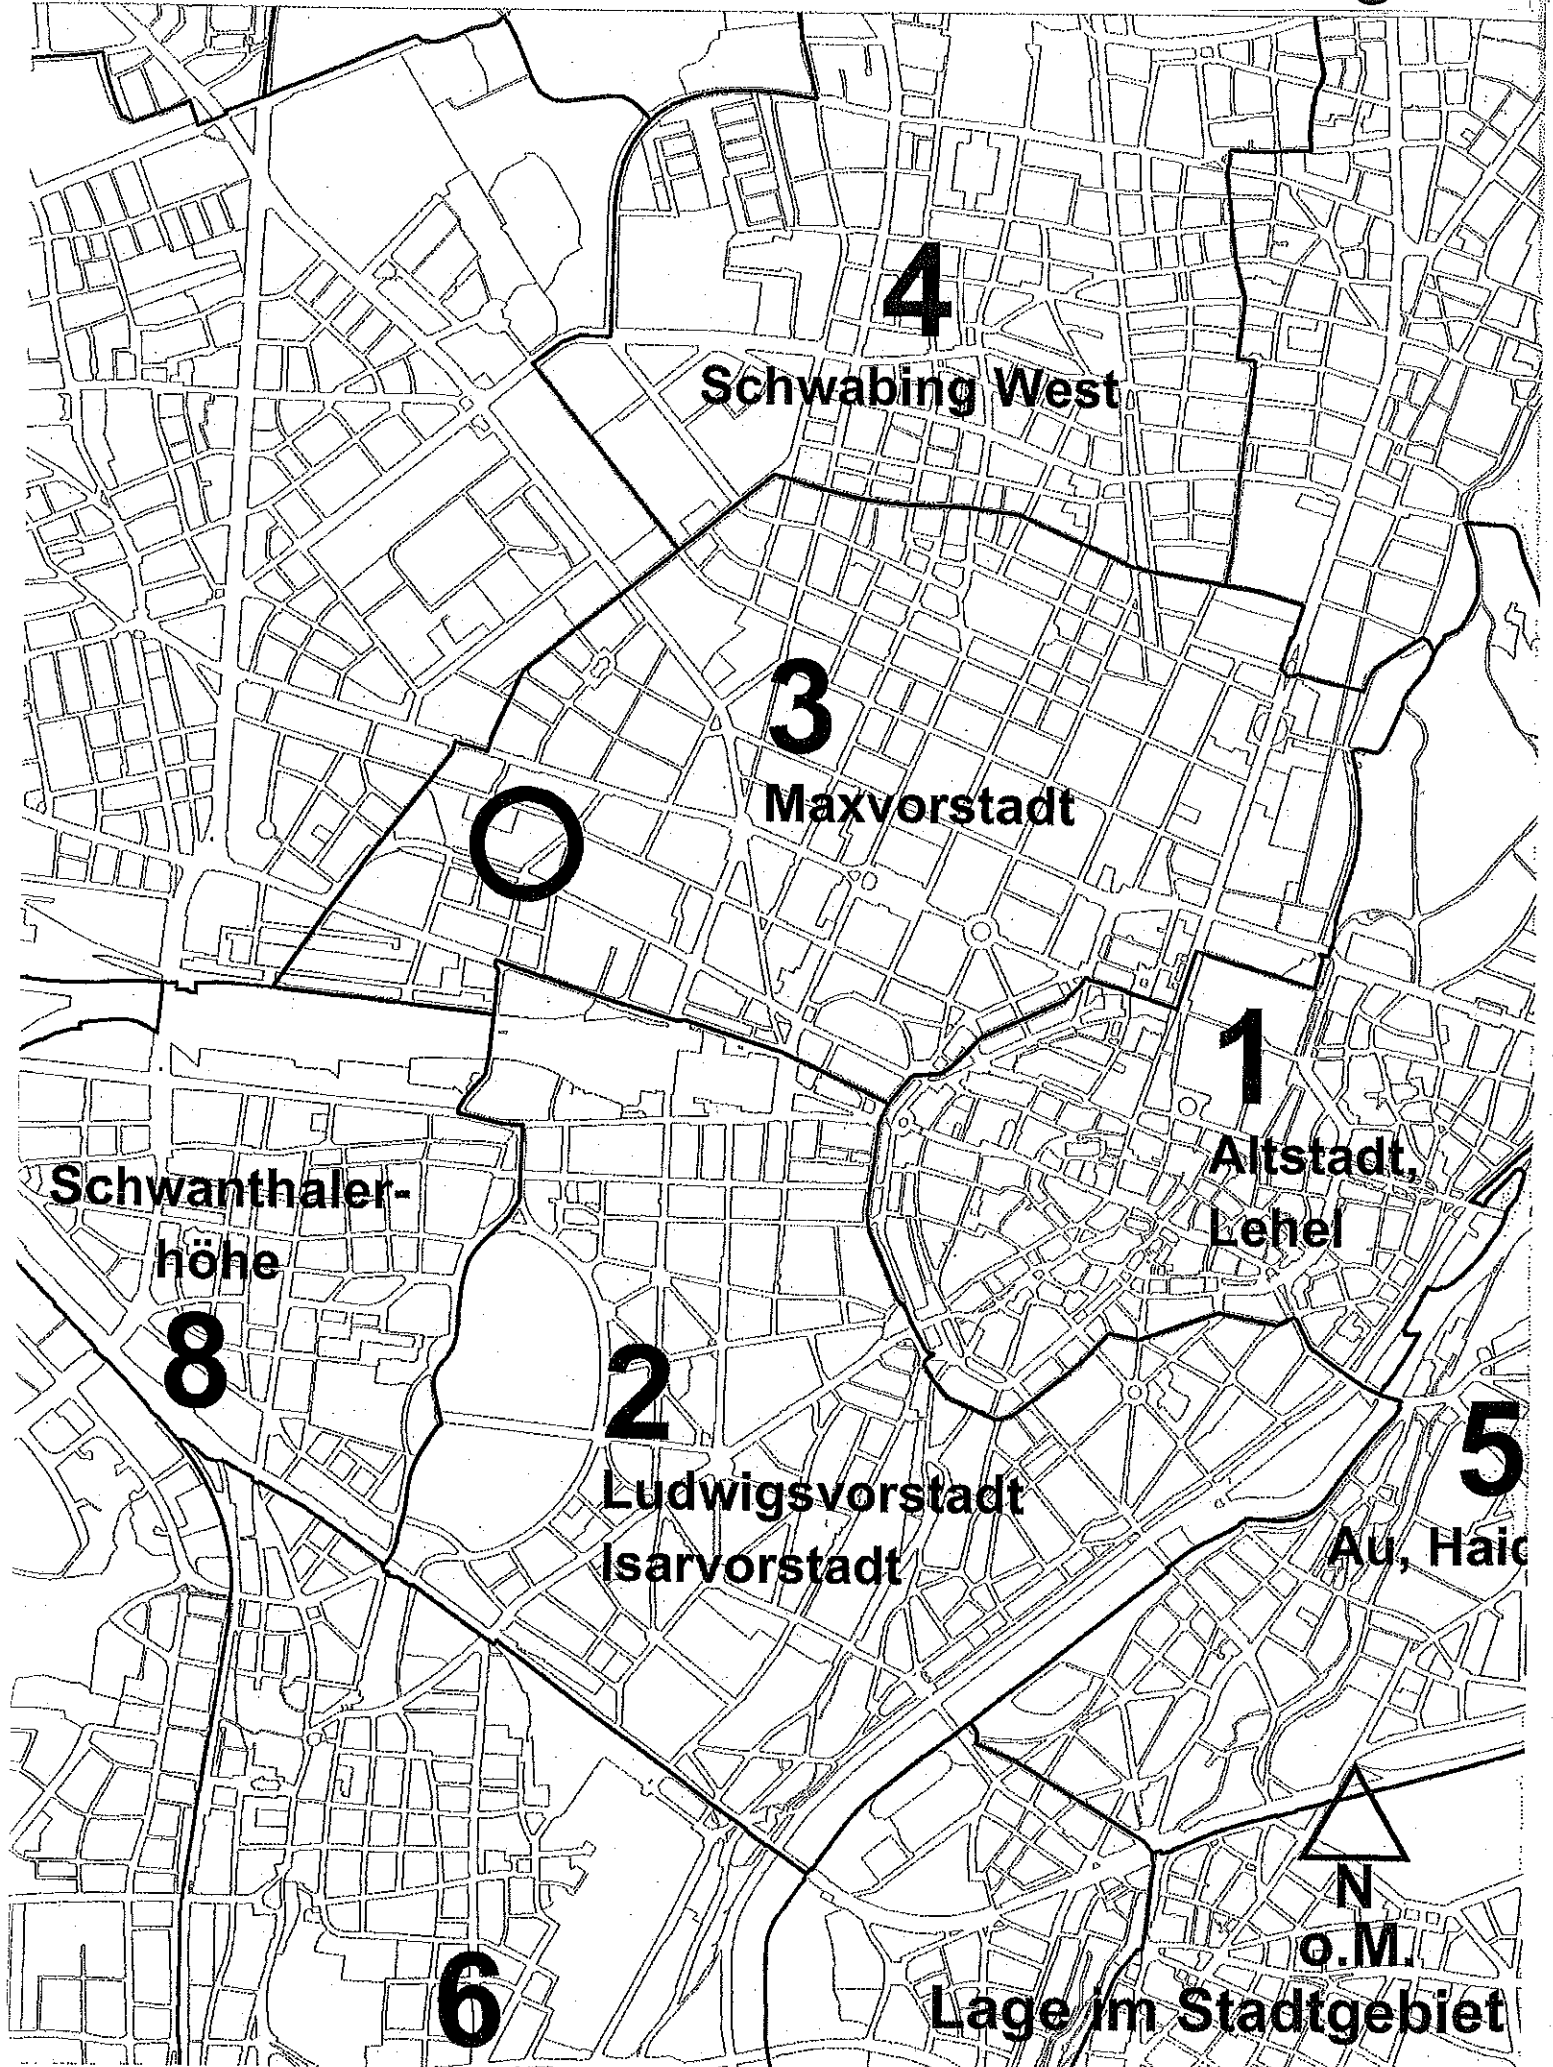 4
Schwabing West
3
Maxvorstadt
1
Altstadt,
Lehel
Schwanthaler-
höhe
8
2
Ludwigsvorstadt
Isarvorstadt
5
Au, Haid
6
N
o.M.
Lage im Stadtgebiet